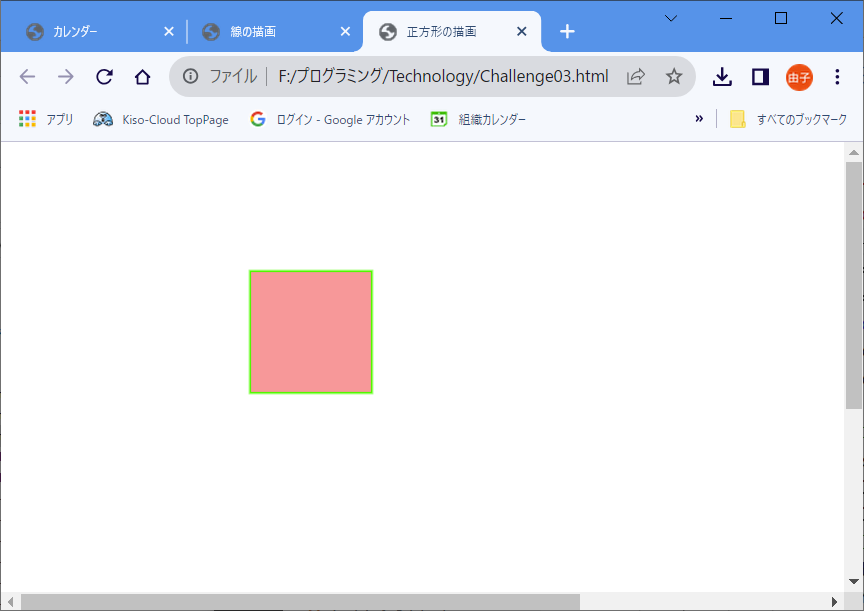 カレンダー
線の描画
正方形の描画
ファイル
F:/プログラミング/Technology/Challenge03.html
由子
アプリ
Kiso-Cloud TopPage
ログイン - Google アカウント
31
組織カレンダー
»
すべてのブックマーク